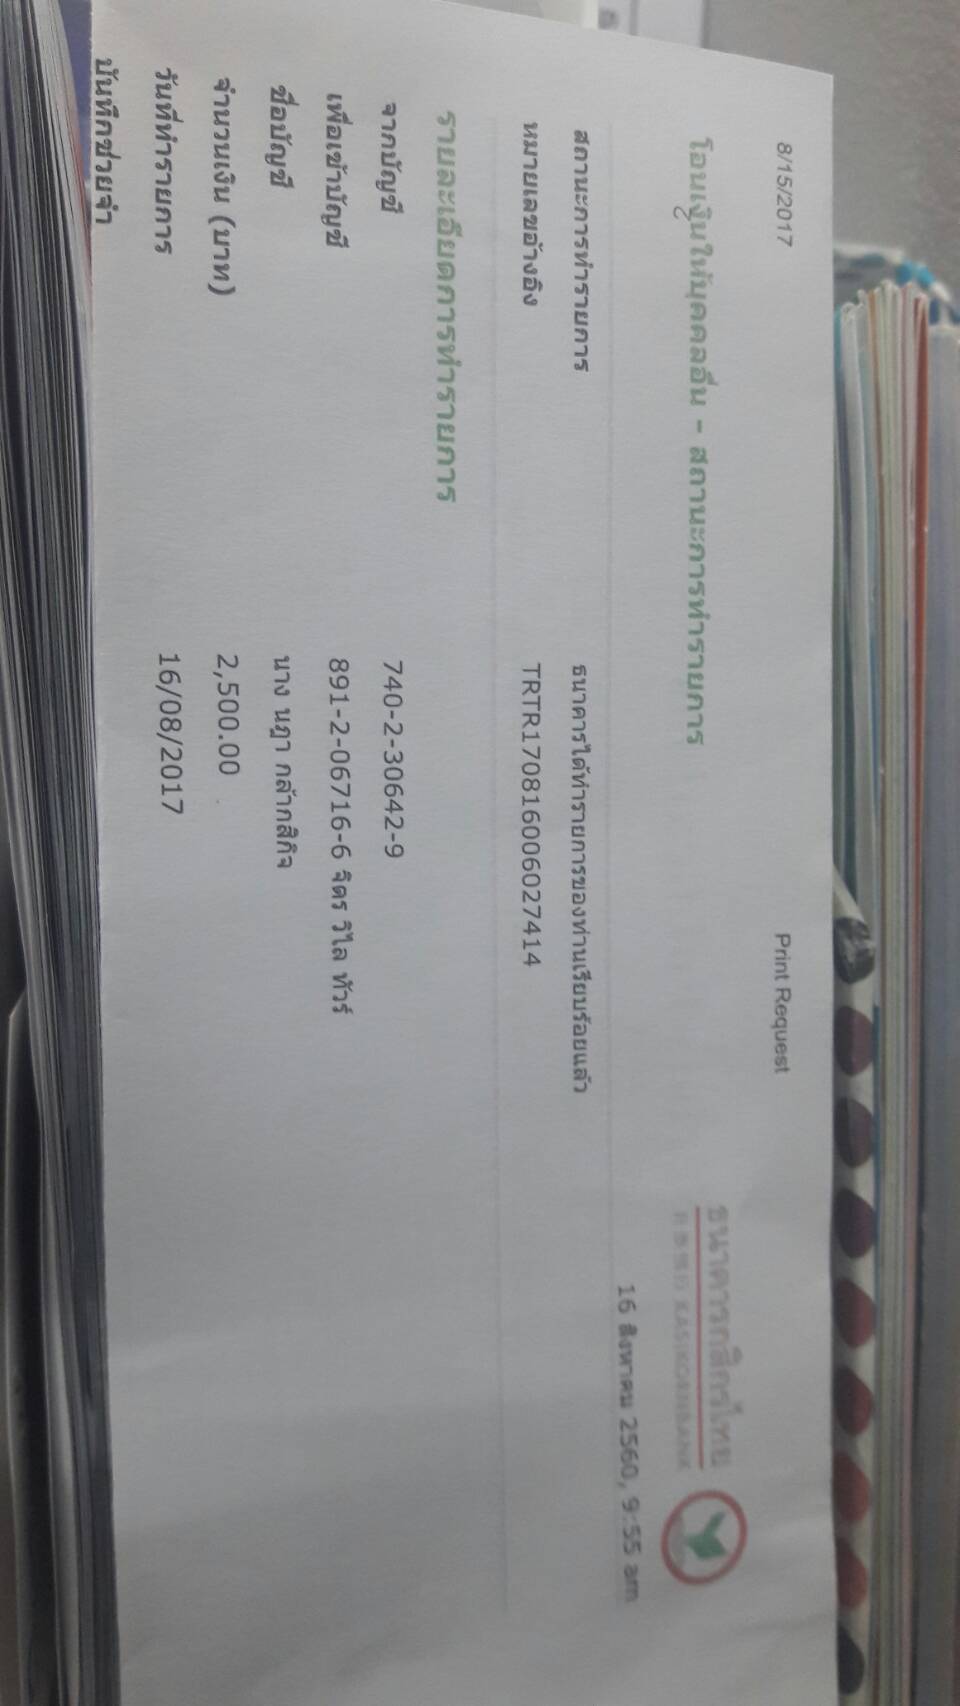 8/15/2017 Print Request
ธนาคารกสิกรไทย
KASIKORNBANK
โอนเงินให้บุคคลอื่น - สถานะการทำรายการ
16 สิงหาคม 2560, 9:55 am
สถานะการทำรายการ ธนาคารได้ทำรายการของท่านเรียบร้อยแล้ว
หมายเลขอ้างอิง TRTR170816006027414
รายละเอียดการทำรายการ
จากบัญชี 740-2-30642-9
เพื่อเข้าบัญชี 891-2-06716-6 จิตร วิไล ทัวร์
ชื่อบัญชี นาง นฎา กล้ากสิกิจ
จำนวนเงิน (บาท) 2,500.00
วันที่ทำรายการ 16/08/2017
บันทึกช่วยจำ